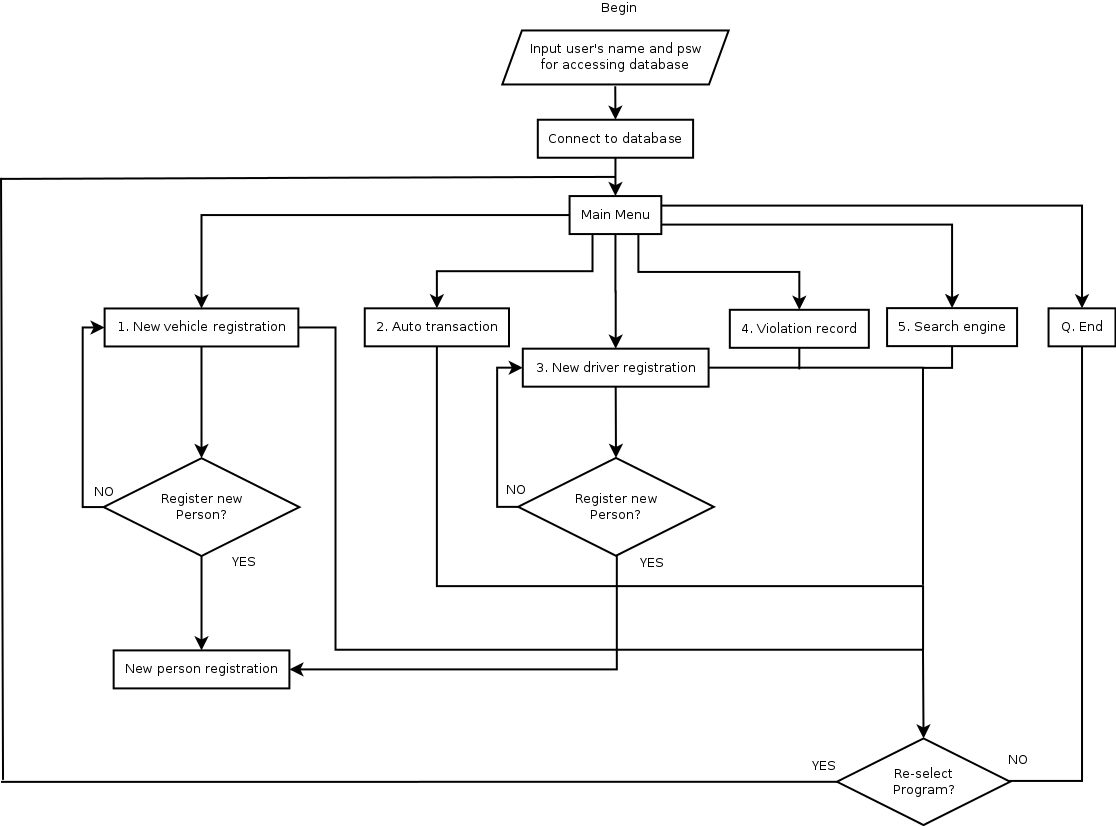 Begin
Input user's name and psw
for accessing database
Connect to database
Main Menu
1. New vehicle registration
2. Auto transaction
3. New driver registration
4. Violation record
5. Search engine
Q. End
NO
Register new
Person?
YES
NO
Register new
Person?
YES
New person registration
YES
Re-select
Program?
NO